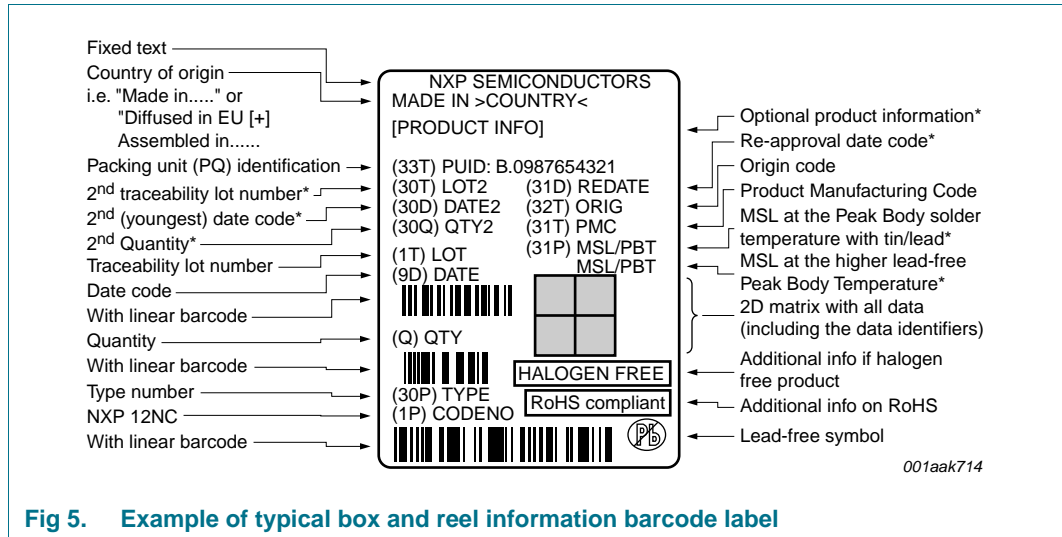 Fixed text
Country of origin
i.e. "Made in....." or
"Diffused in EU [+]
Assembled in......
Packing unit (PQ) identification
2nd traceability lot number*
2nd (youngest) date code*
2nd Quantity*
Traceability lot number
Date code
With linear barcode
Quantity
With linear barcode
Type number
NXP 12NC
With linear barcode
NXP SEMICONDUCTORS
MADE IN >COUNTRY<
[PRODUCT INFO]
(33T) PUID: B.0987654321
(30T) LOT2 (31D) REDATE
(30D) DATE2 (32T) ORIG
(30Q) QTY2 (31T) PMC
(31P) MSL/PBT
(1T) LOT
MSL/PBT
(9D) DATE
(Q) QTY
HALOGEN FREE
(30P) TYPE
RoHS compliant
(1P) CODENO
Pb
Optional product information*
Re-approval date code*
Origin code
Product Manufacturing Code
MSL at the Peak Body solder
temperature with tin/lead*
MSL at the higher lead-free
Peak Body Temperature*
2D matrix with all data
(including the data identifiers)
Additional info if halogen
free product
Additional info on RoHS
Lead-free symbol
001aak714
Fig 5. Example of typical box and reel information barcode label